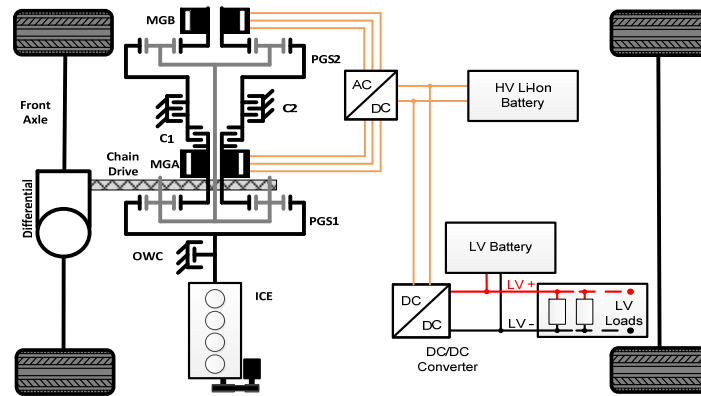 MGB
PGS2
Front
Axle
AC
DC
HV Li-Ion
Battery
C2
C1
Chain
Drive
MGA
Differential
PGS1
OWC
LV Battery
ICE
DC
DC
LV +
LV –
LV
Loads
DC/DC
Converter